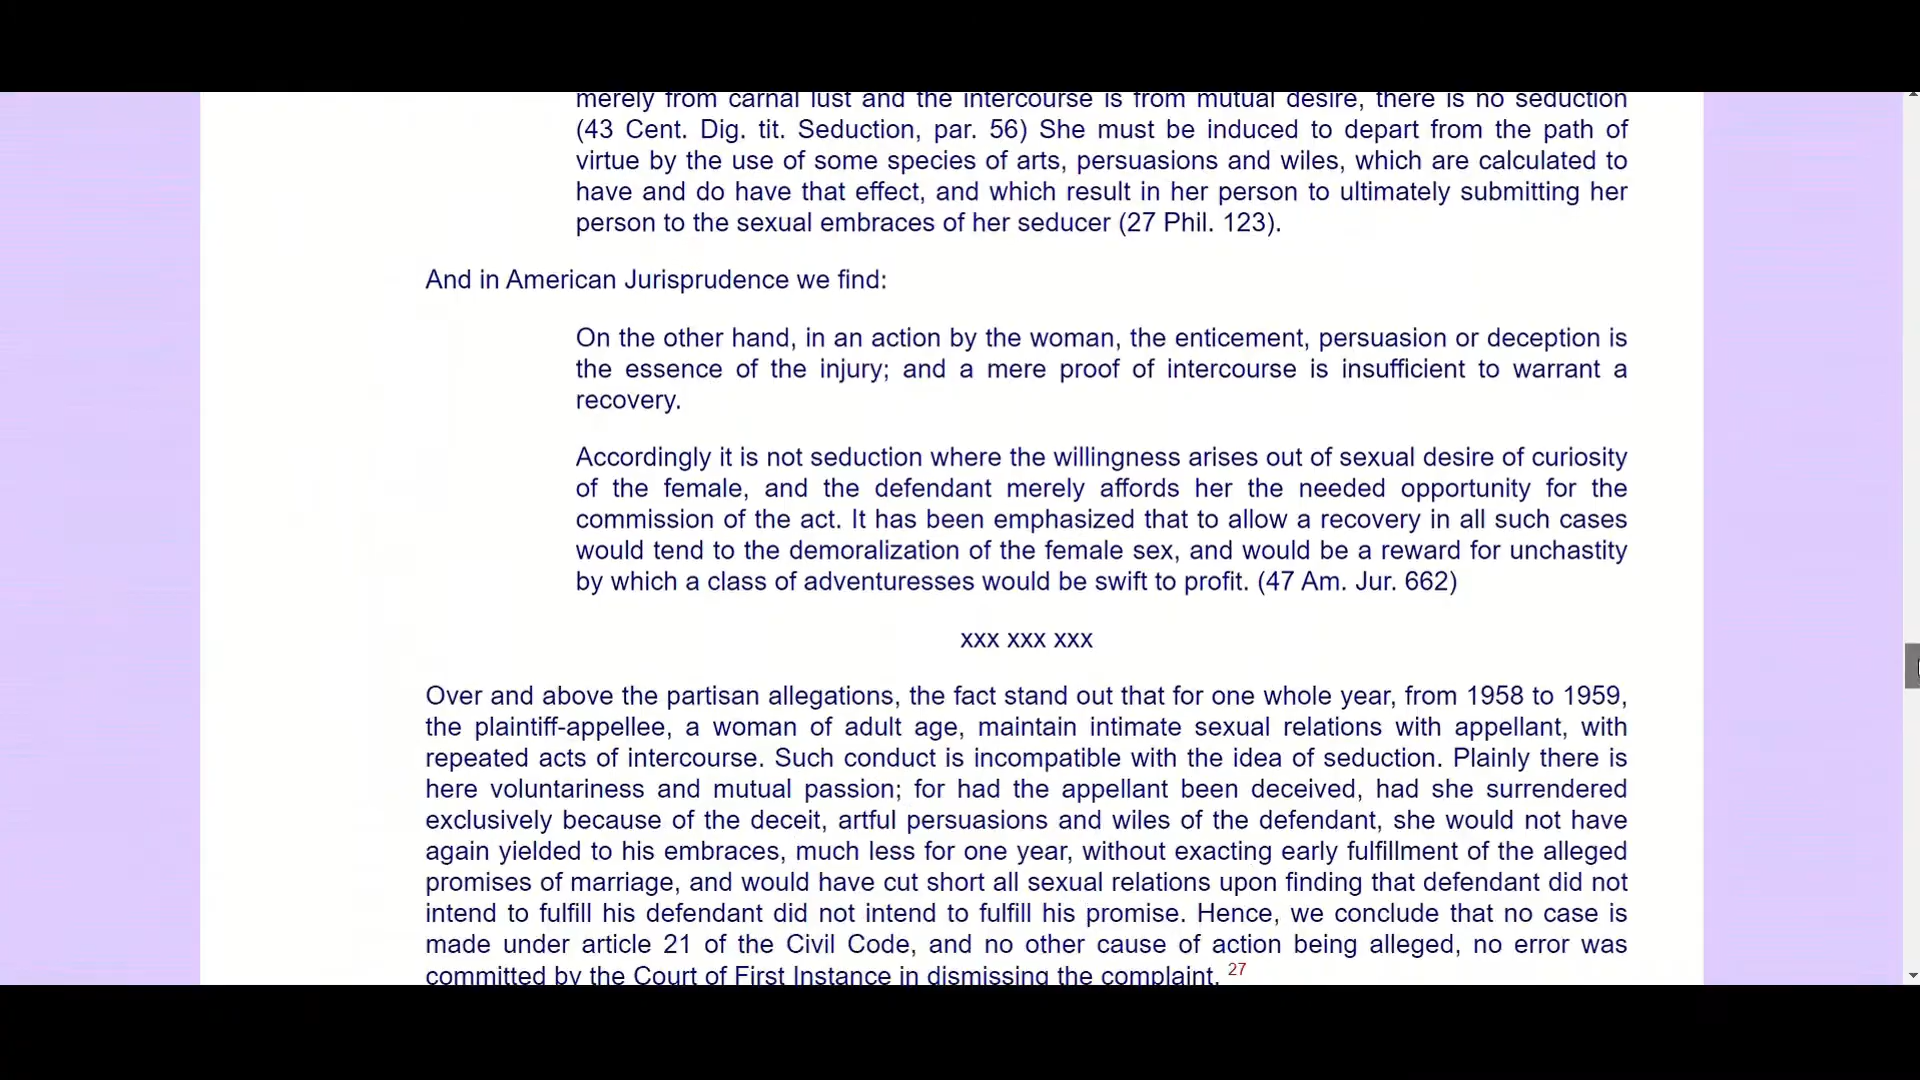 merely from carnal lust and the intercourse is from mutual desire, there is no seduction
(43 Cent. Dig. tit. Seduction, par. 56) She must be induced to depart from the path of
virtue by the use of some species of arts, persuasions and wiles, which are calculated to
have and do have that effect, and which result in her person to ultimately submitting her
person to the sexual embraces of her seducer (27 Phil. 123).
And in American Jurisprudence we find:
On the other hand, in an action by the woman, the enticement, persuasion or deception is
the essence of the injury; and a mere proof of intercourse is insufficient to warrant a
recovery.
Accordingly it is not seduction where the willingness arises out of sexual desire of curiosity
of the female, and the defendant merely affords her the needed opportunity for the
commission of the act. It has been emphasized that to allow a recovery in all such cases
would tend to the demoralization of the female sex, and would be a reward for unchastity
by which a class of adventuresses would be swift to profit. (47 Am. Jur. 662)
xxx xxx xxx
Over and above the partisan allegations, the fact stand out that for one whole year, from 1958 to 1959,
the plaintiff-appellee, a woman of adult age, maintain intimate sexual relations with appellant, with
repeated acts of intercourse. Such conduct is incompatible with the idea of seduction. Plainly there is
here voluntariness and mutual passion; for had the appellant been deceived, had she surrendered
exclusively because of the deceit, artful persuasions and wiles of the defendant, she would not have
again yielded to his embraces, much less for one year, without exacting early fulfillment of the alleged
promises of marriage, and would have cut short all sexual relations upon finding that defendant did not
intend to fulfill his defendant did not intend to fulfill his promise. Hence, we conclude that no case is
made under article 21 of the Civil Code, and no other cause of action being alleged, no error was
committed by the Court of First Instance in dismissing the complaint. 27